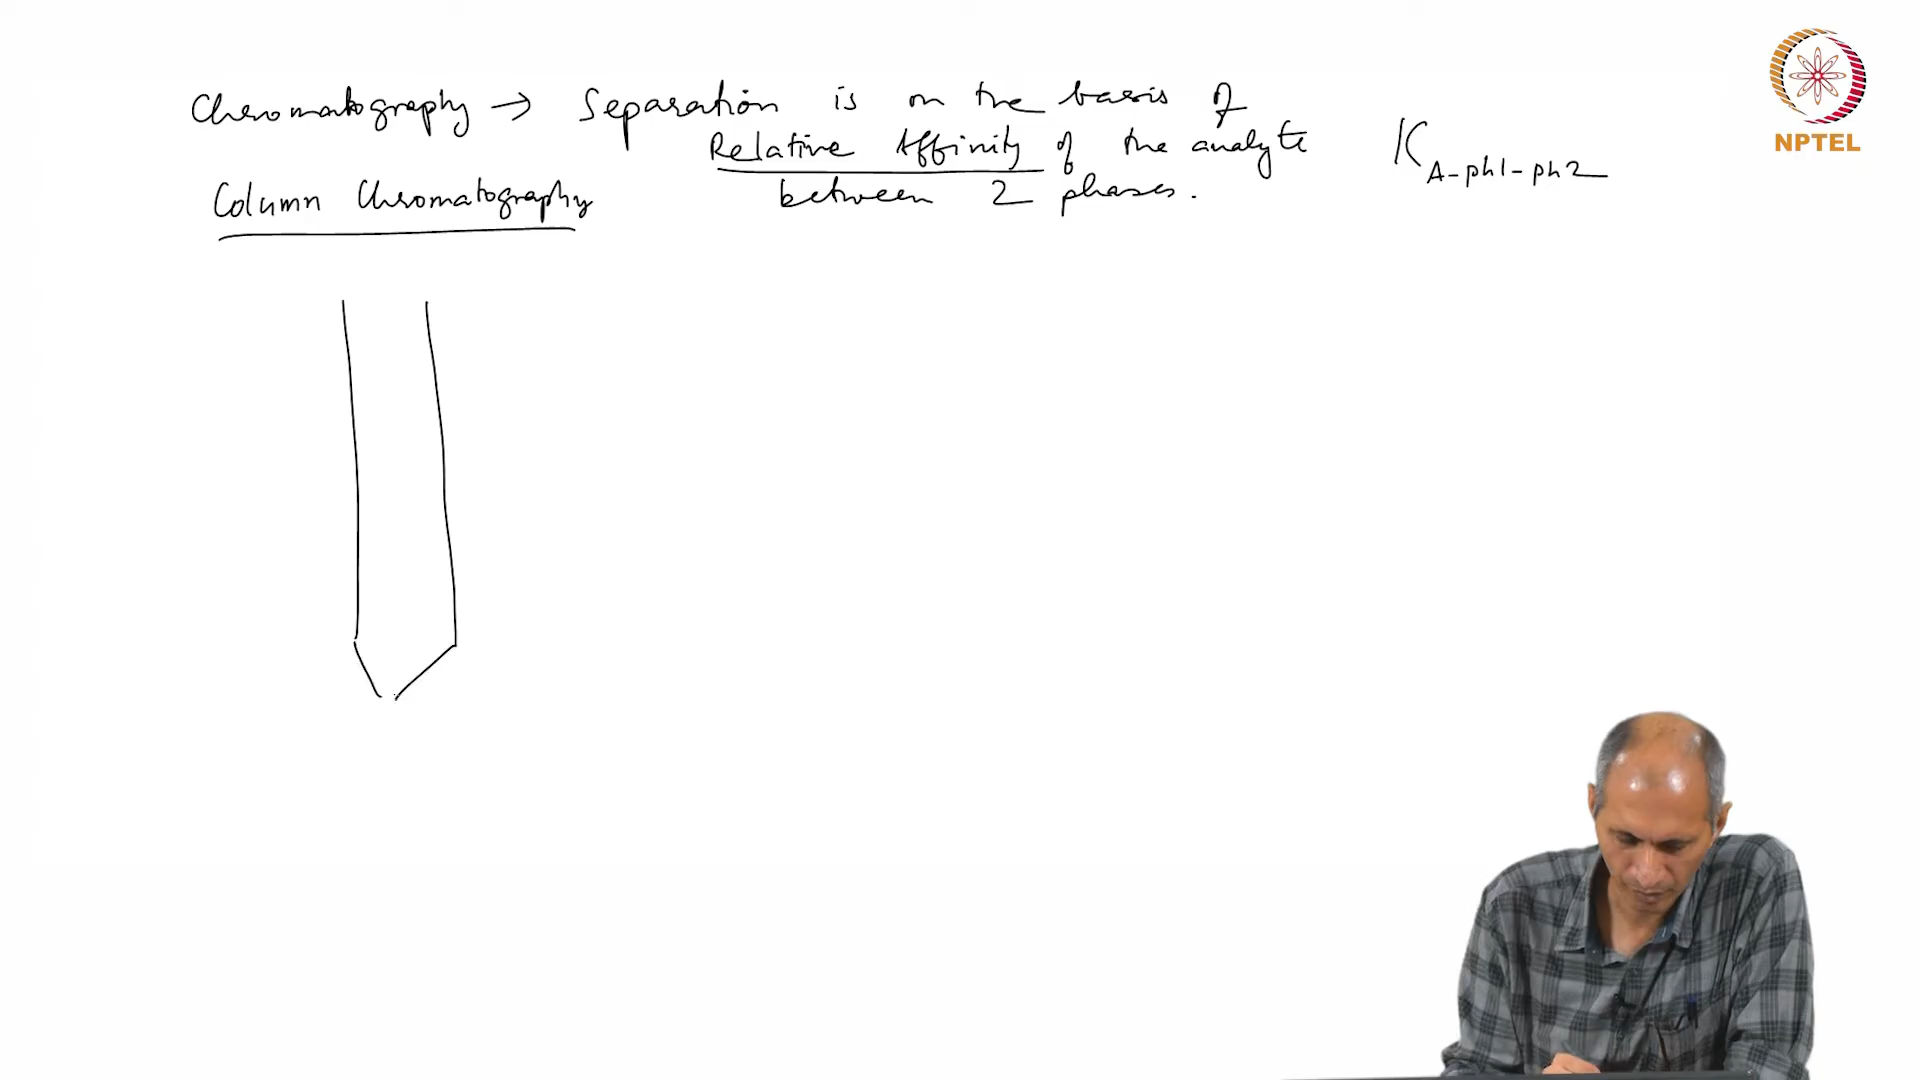 Chromatography → Separation is on the basis of
Relative Affinity of the analyte
between 2 phases.
K A-ph1-ph2
Column Chromatography
NPTEL